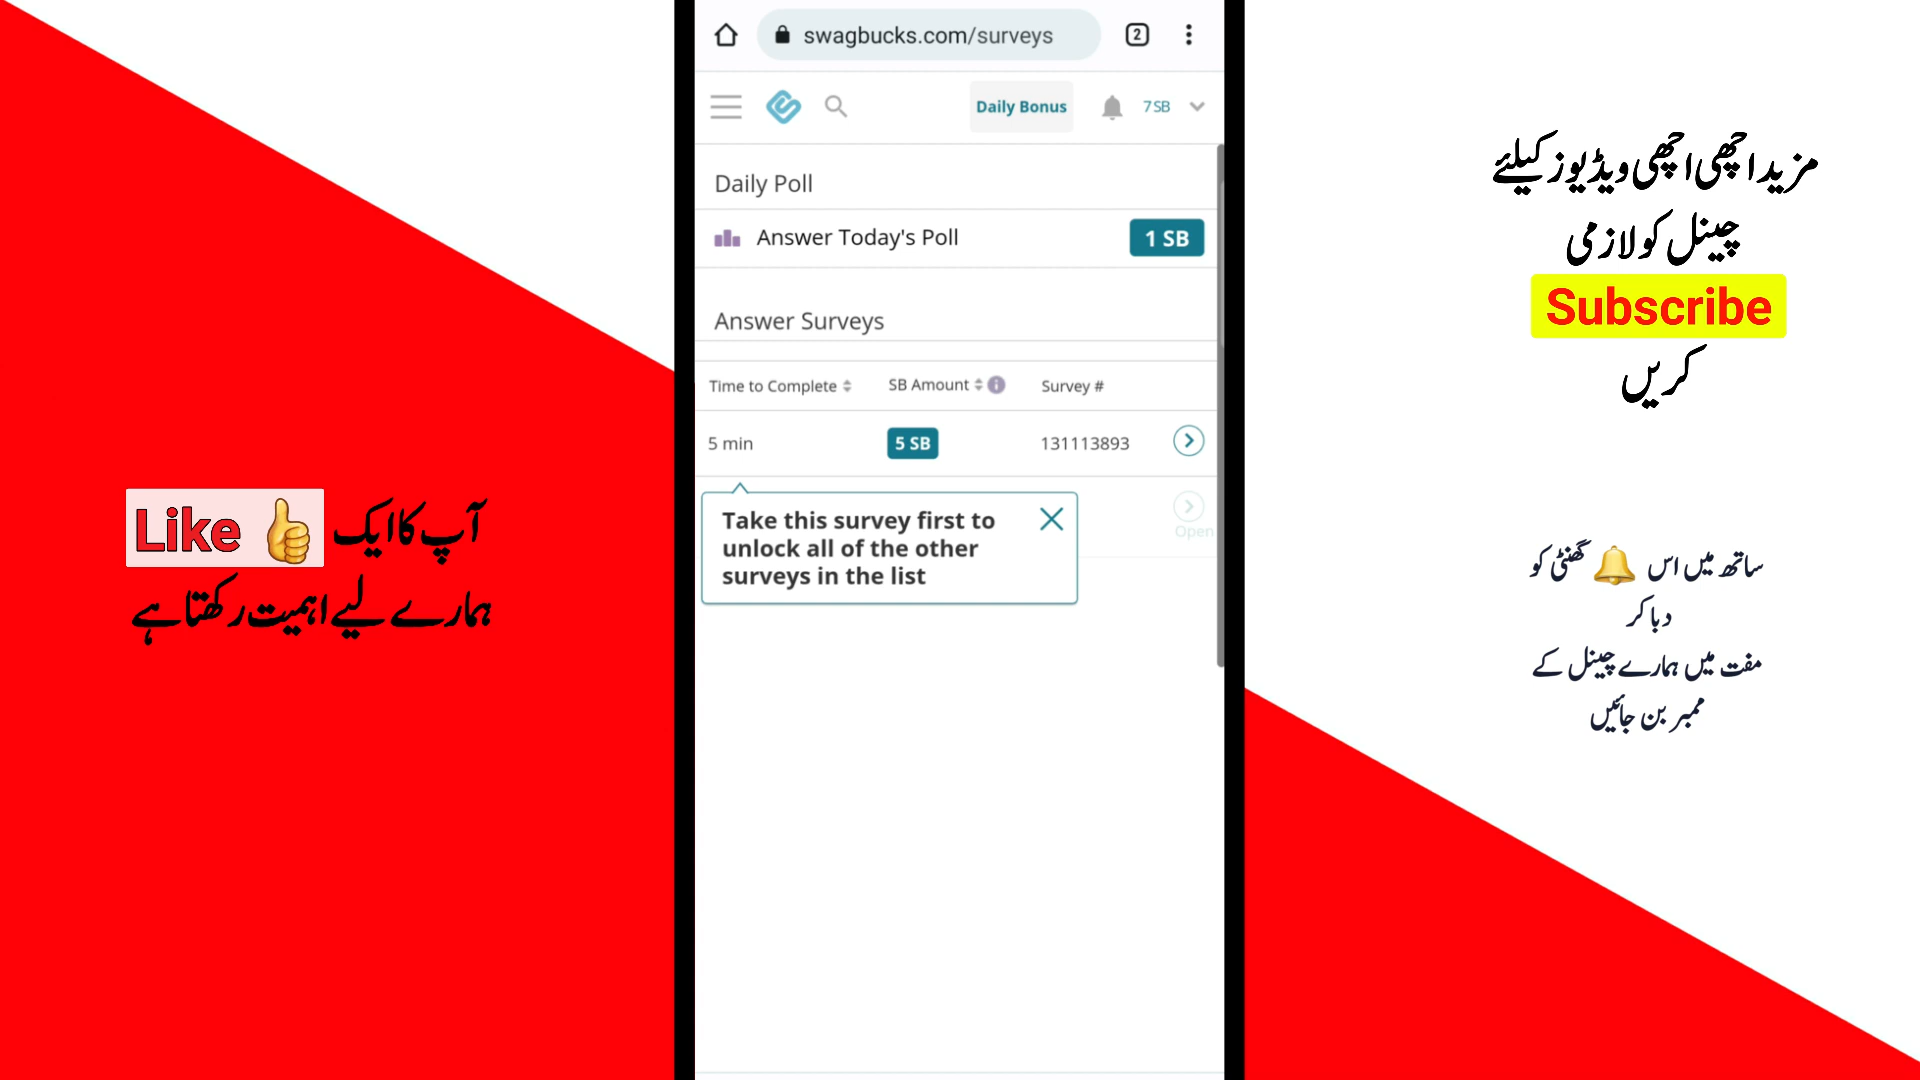 swagbucks.com/surveys
2
Daily Bonus
7 SB
Daily Poll
Answer Today's Poll
1 SB
Answer Surveys
Time to Complete
SB Amount
Survey #
5 min
5 SB
131113893
Take this survey first to
unlock all of the other
surveys in the list
Open
آپ کا ایک Like
ہمارے لیے اہمیت رکھتا ہے
مزید اچھی اچھی ویڈیوز کیلئے
چینل کو لازمی
Subscribe
کریں
ساتھ میں اس گھنٹی کو
دبا کر
مفت میں ہمارے چینل کے
ممبر بن جائیں